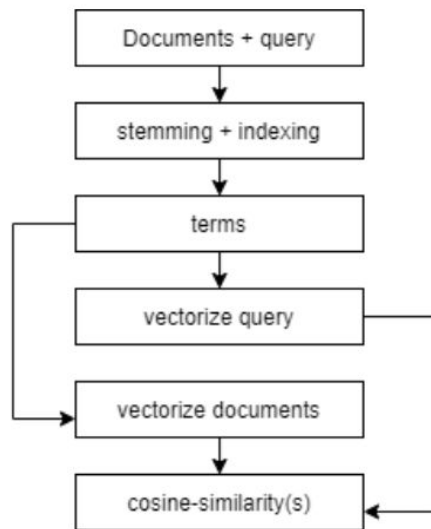 Documents + query
stemming + indexing
terms
vectorize query
vectorize documents
cosine-similarity(s)